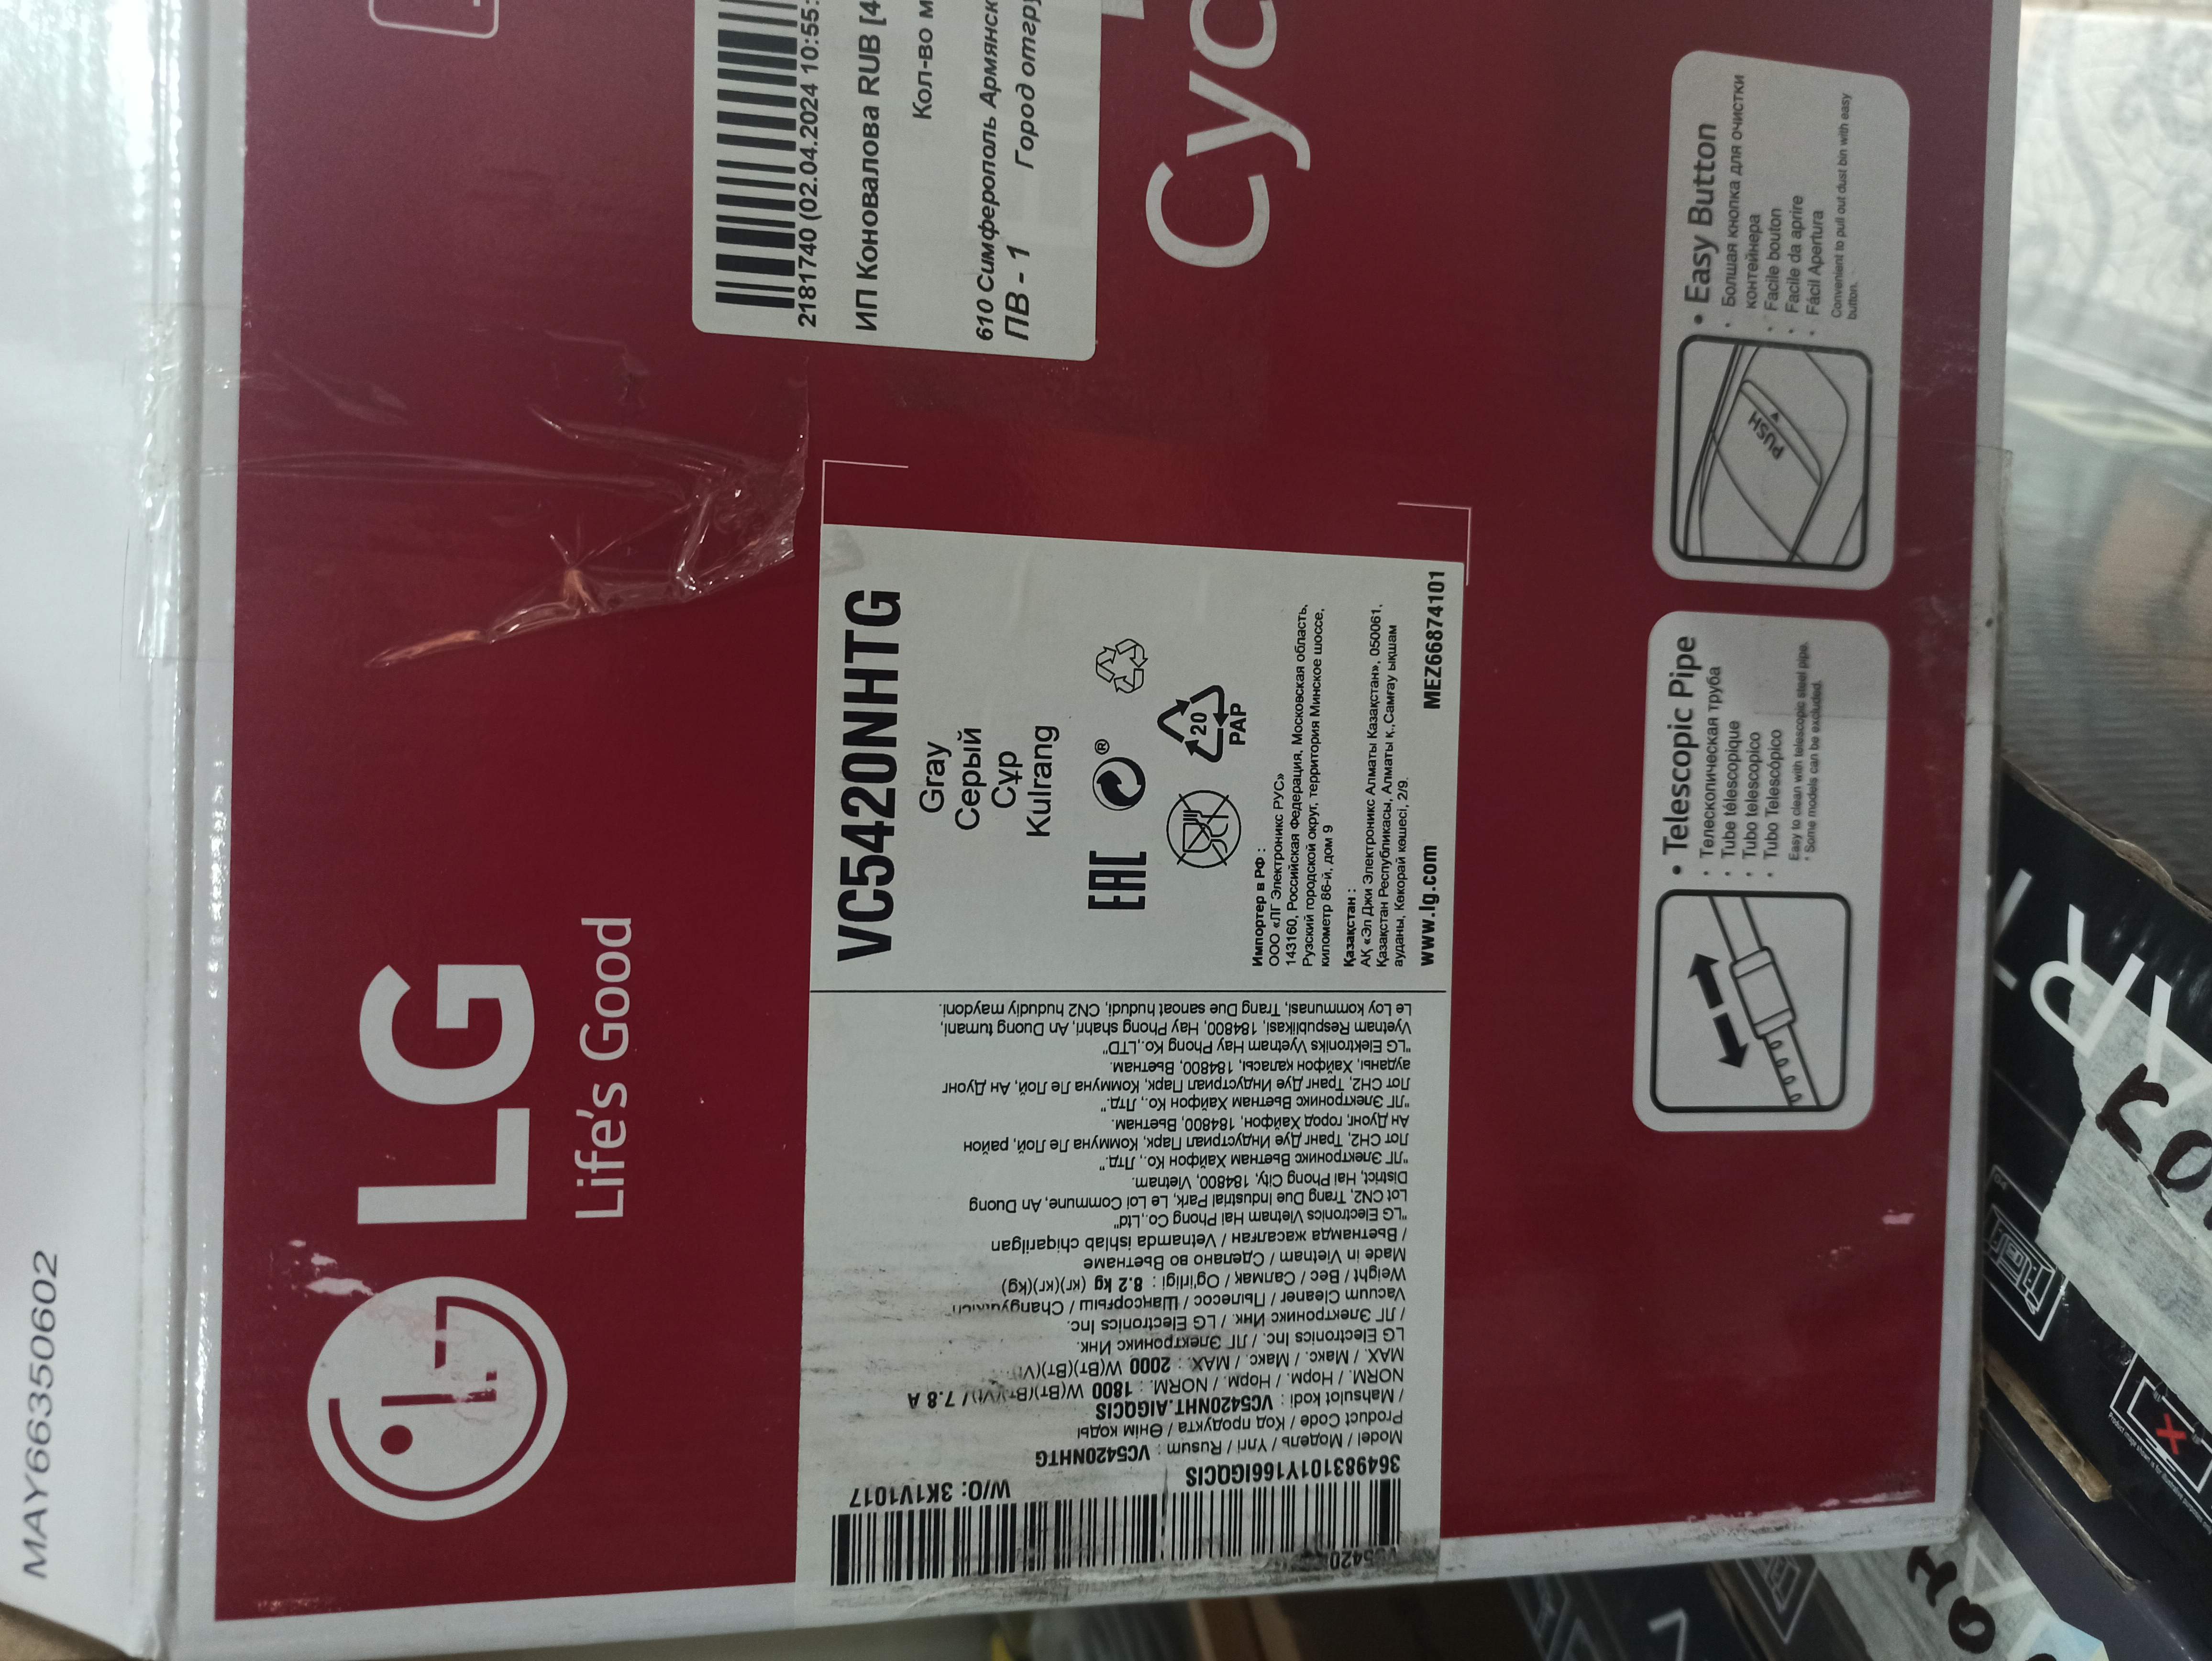 MAY66350602
LG
Life's Good
2181740 (02.04.2024 10:55:
ИП Коновалова RUB [4
Кол-во м
610 Симферополь Армянск
ПВ - 1 Город отгр
Cyc
VC5420NHTG
Gray
Серый
Сұр
Kulrang
EAC
®
20
PAP
Импортер в РФ :
ООО «ЛГ Электроникс РУС»
143160, Российская Федерация, Московская область,
Рузский городской округ, территория Минское шоссе,
километр 86-й, дом 9
Қазақстан :
АҚ «Эл Джи Электроникс Алматы Казақстан», 050061,
Қазақстан Республикасы, Алматы қ.,Самғау ықшам
ауданы, Көкорай көшесі, 2/9.
www.lg.com MEZ66874101
VC5420
364983101Y166IGQCIS W/O: 3K1V1017
Model / Модель / Үлгі / Rusum : VC5420NHTG
Product Code / Код продукта / Өнім коды
/ Mahsulot kodi : VC5420NHT.AIGQCIS
NORM. / Норм. / Норм. / NORM. : 1800 W(Вт)(Вт)(Vt) / 7.8 A
MAX. / Макс. / Макс. / MAX. : 2000 W(Вт)(Вт)(V
LG Electronics Inc. / ЛГ Электроникс Инк.
/ ЛГ Электроникс Инк. / LG Electronics Inc.
Vacuum Cleaner / Пылесос / Шаңсорғыш / Changyutkich
Weight / Вес / Салмақ / Og'irligi : 8.2 kg (кг)(кг)(kg)
Made in Vietnam / Сделано во Вьетнаме
/ Вьетнамда жасалған / Vetnamda ishlab chiqarilgan
"LG Electronics Vietnam Hai Phong Co.,Ltd"
Lot CN2, Trang Due Industrial Park, Le Loi Commune, An Duong
District, Hai Phong City, 184800, Vietnam.
"ЛГ Электроникс Вьетнам Хайфон Ко., Лтд."
Лот СН2, Транг Дуе Индустриал Парк, Коммуна Ле Лой, район
Ан Дуонг, город Хайфон, 184800, Вьетнам.
"ЛГ Электроникс Вьетнам Хайфон Ко., Лтд."
Лот СН2, Транг Дуе Индустриал Парк, Коммуна Ле Лой, Ан Дуонг
ауданы, Хайфон қаласы, 184800, Вьетнам.
"LG Elektroniks Vyetnam Hay Phong Ko.,LTD"
Vyetnam Respublikasi, 184800, Hay Phong shahri, An Duong tumani,
Le Loy kommunasi, Trang Due sanoat hududi, CN2 hududiy maydoni.
• Telescopic Pipe
• Телескопическая труба
• Tube télescopique
• Tubo telescopico
• Tubo Telescópico
Easy to clean with telescopic steel pipe.
* Some models can be excluded.
PUSH
• Easy Button
• Болшая кнопка для очистки
контейнера
• Facile bouton
• Facile da aprire
• Fácil Apertura
Convenient to pull out dust bin with easy
button.